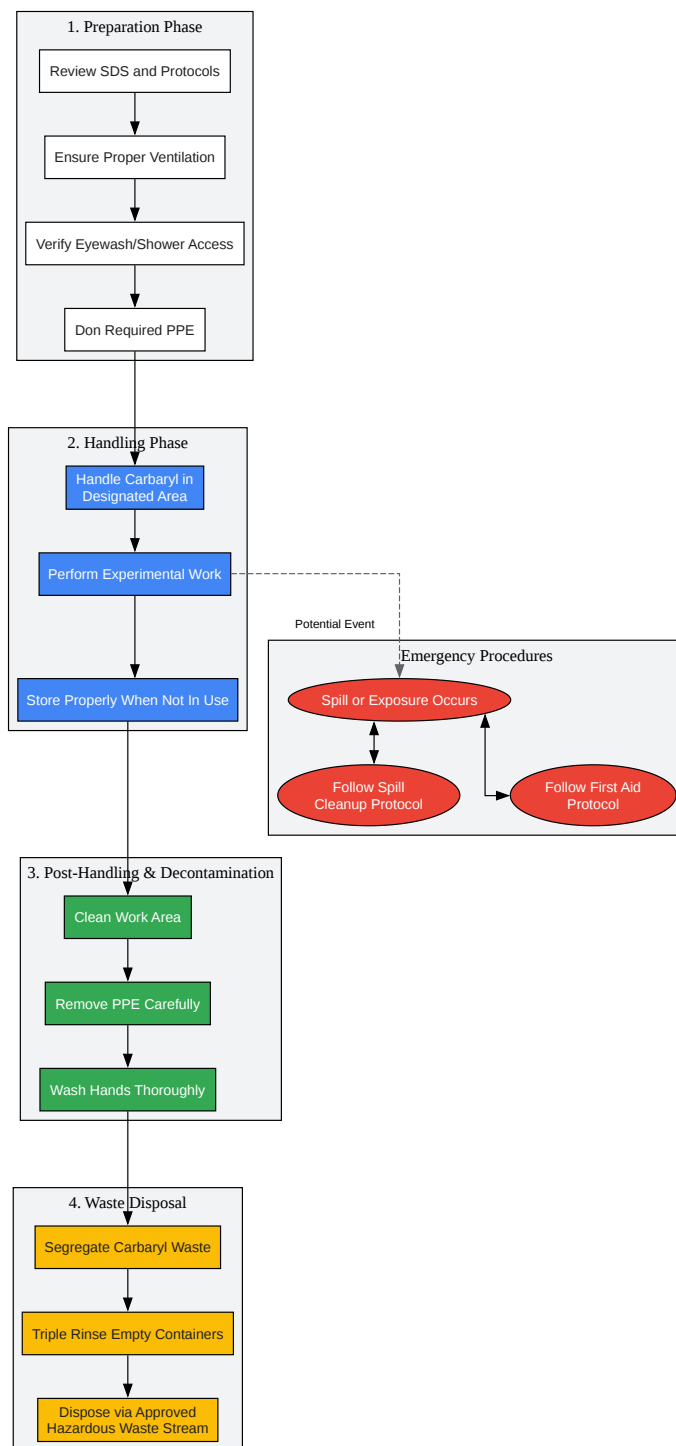 1. Preparation Phase
Review SDS and Protocols
Ensure Proper Ventilation
Verify Eyewash/Shower Access
Don Required PPE
2. Handling Phase
Handle Carbaryl in
Designated Area
Perform Experimental Work
Potential Event
Store Properly When Not In Use
Emergency Procedures
Spill or Exposure Occurs
Follow Spill
Cleanup Protocol
Follow First Aid
Protocol
3. Post-Handling & Decontamination
Clean Work Area
Remove PPE Carefully
Wash Hands Thoroughly
4. Waste Disposal
Segregate Carbaryl Waste
Triple Rinse Empty Containers
Dispose via Approved
Hazardous Waste Stream